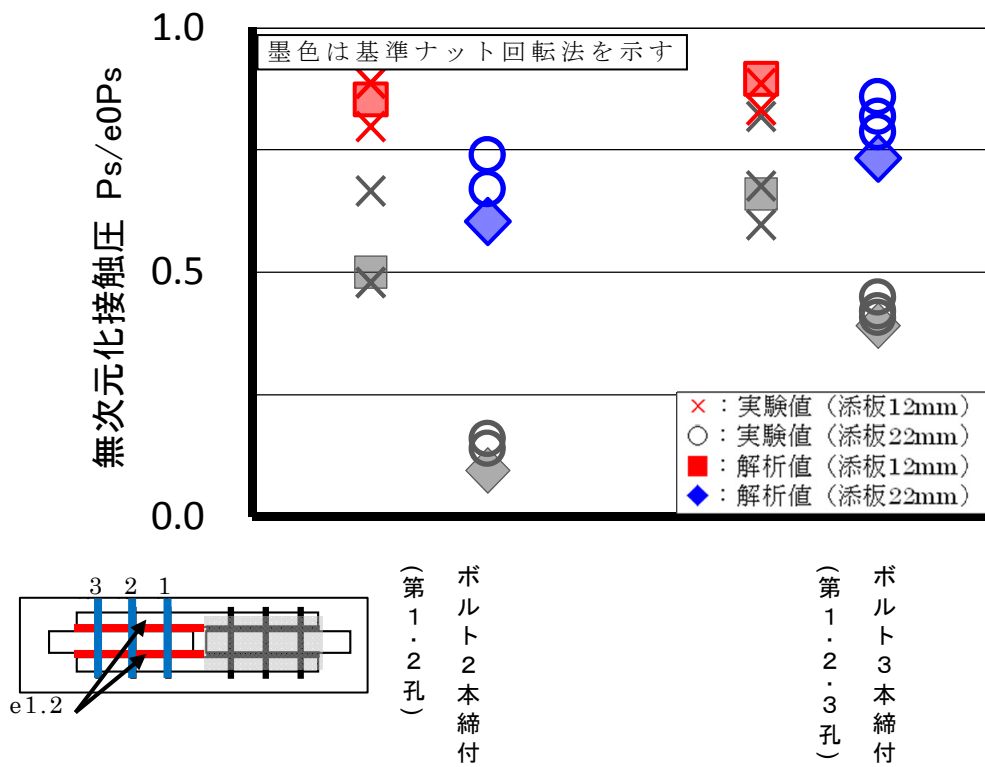 1.0
0.5
0.0
無次元化接触圧 Ps/e0Ps
墨色は基準ナット回転法を示す
×：実験値（添板12mm）
○：実験値（添板22mm）
■：解析値（添板12mm）
◆：解析値（添板22mm）
ボルト2本締付
(第1･2孔)
ボルト3本締付
(第1･2･3孔)
3 2 1
e1.2